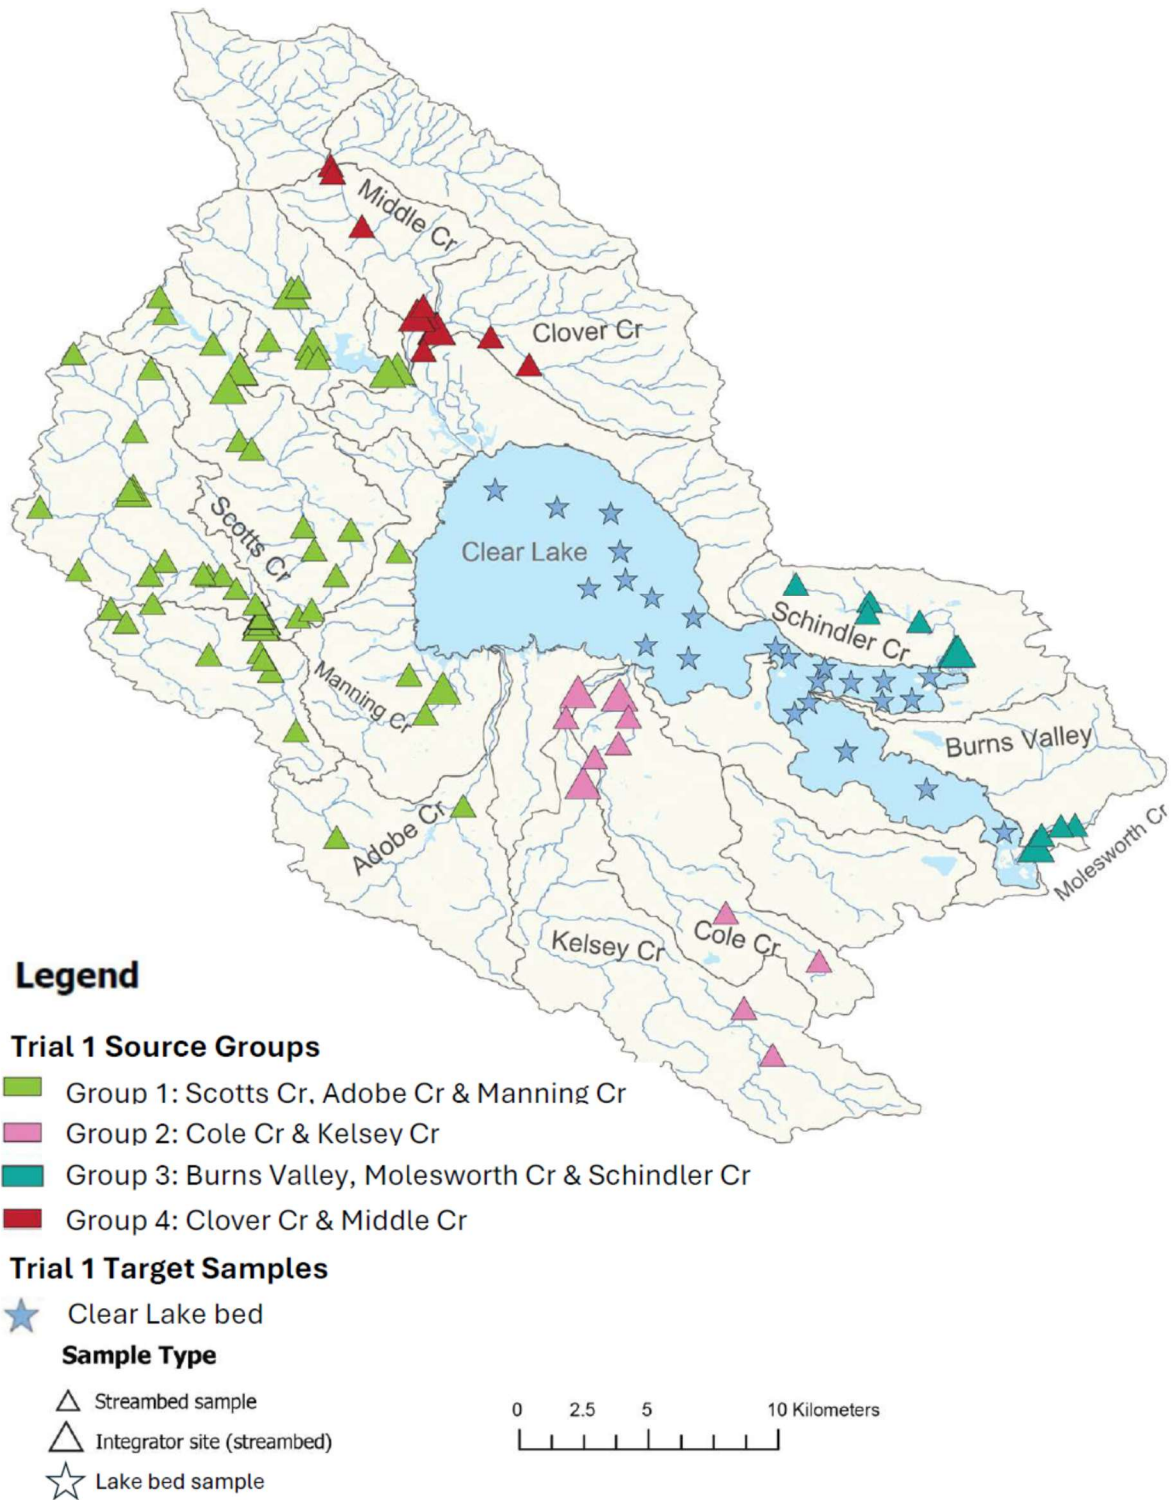 Middle Cr
Clover Cr
Scotts Cr
Clear Lake
Schindler Cr
Manning Cr
Burns Valley
Adobe Cr
Molesworth Cr
Kelsey Cr
Cole Cr
Legend
Trial 1 Source Groups
Group 1: Scotts Cr, Adobe Cr & Manning Cr
Group 2: Cole Cr & Kelsey Cr
Group 3: Burns Valley, Molesworth Cr & Schindler Cr
Group 4: Clover Cr & Middle Cr
Trial 1 Target Samples
Clear Lake bed
Sample Type
Streambed sample
Integrator site (streambed)
Lake bed sample
0 2.5 5 10 Kilometers